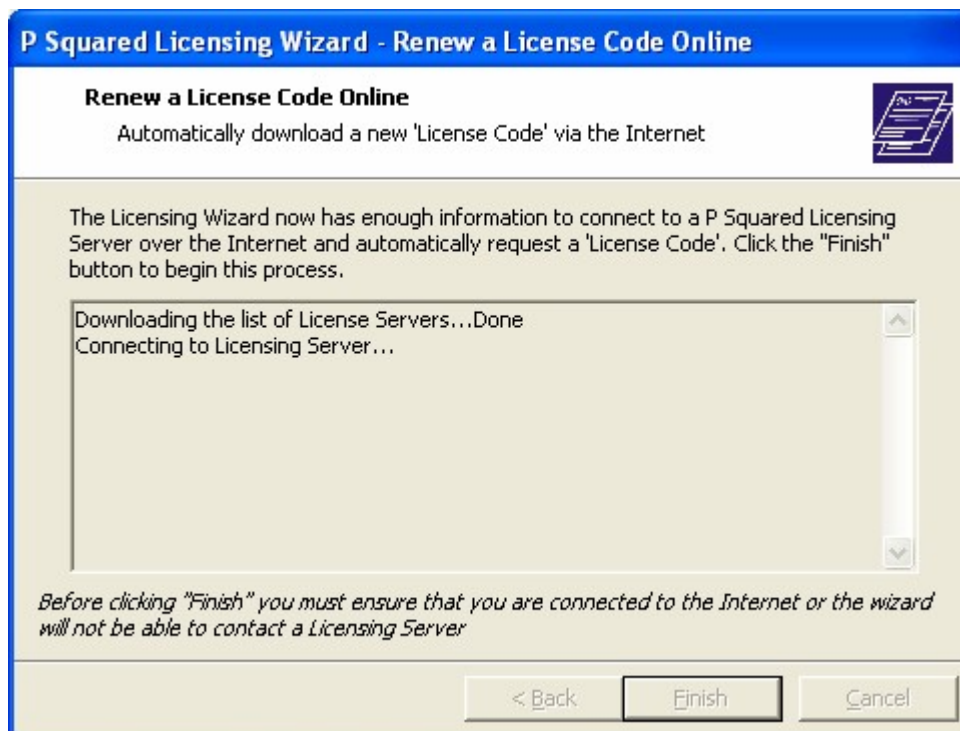 P Squared Licensing Wizard - Renew a License Code Online
Renew a License Code Online
Automatically download a new 'License Code' via the Internet
The Licensing Wizard now has enough information to connect to a P Squared Licensing
Server over the Internet and automatically request a 'License Code'. Click the "Finish"
button to begin this process.
Downloading the list of License Servers...Done
Connecting to Licensing Server...
Before clicking "Finish" you must ensure that you are connected to the Internet or the wizard
will not be able to contact a Licensing Server
< Back
Finish
Cancel